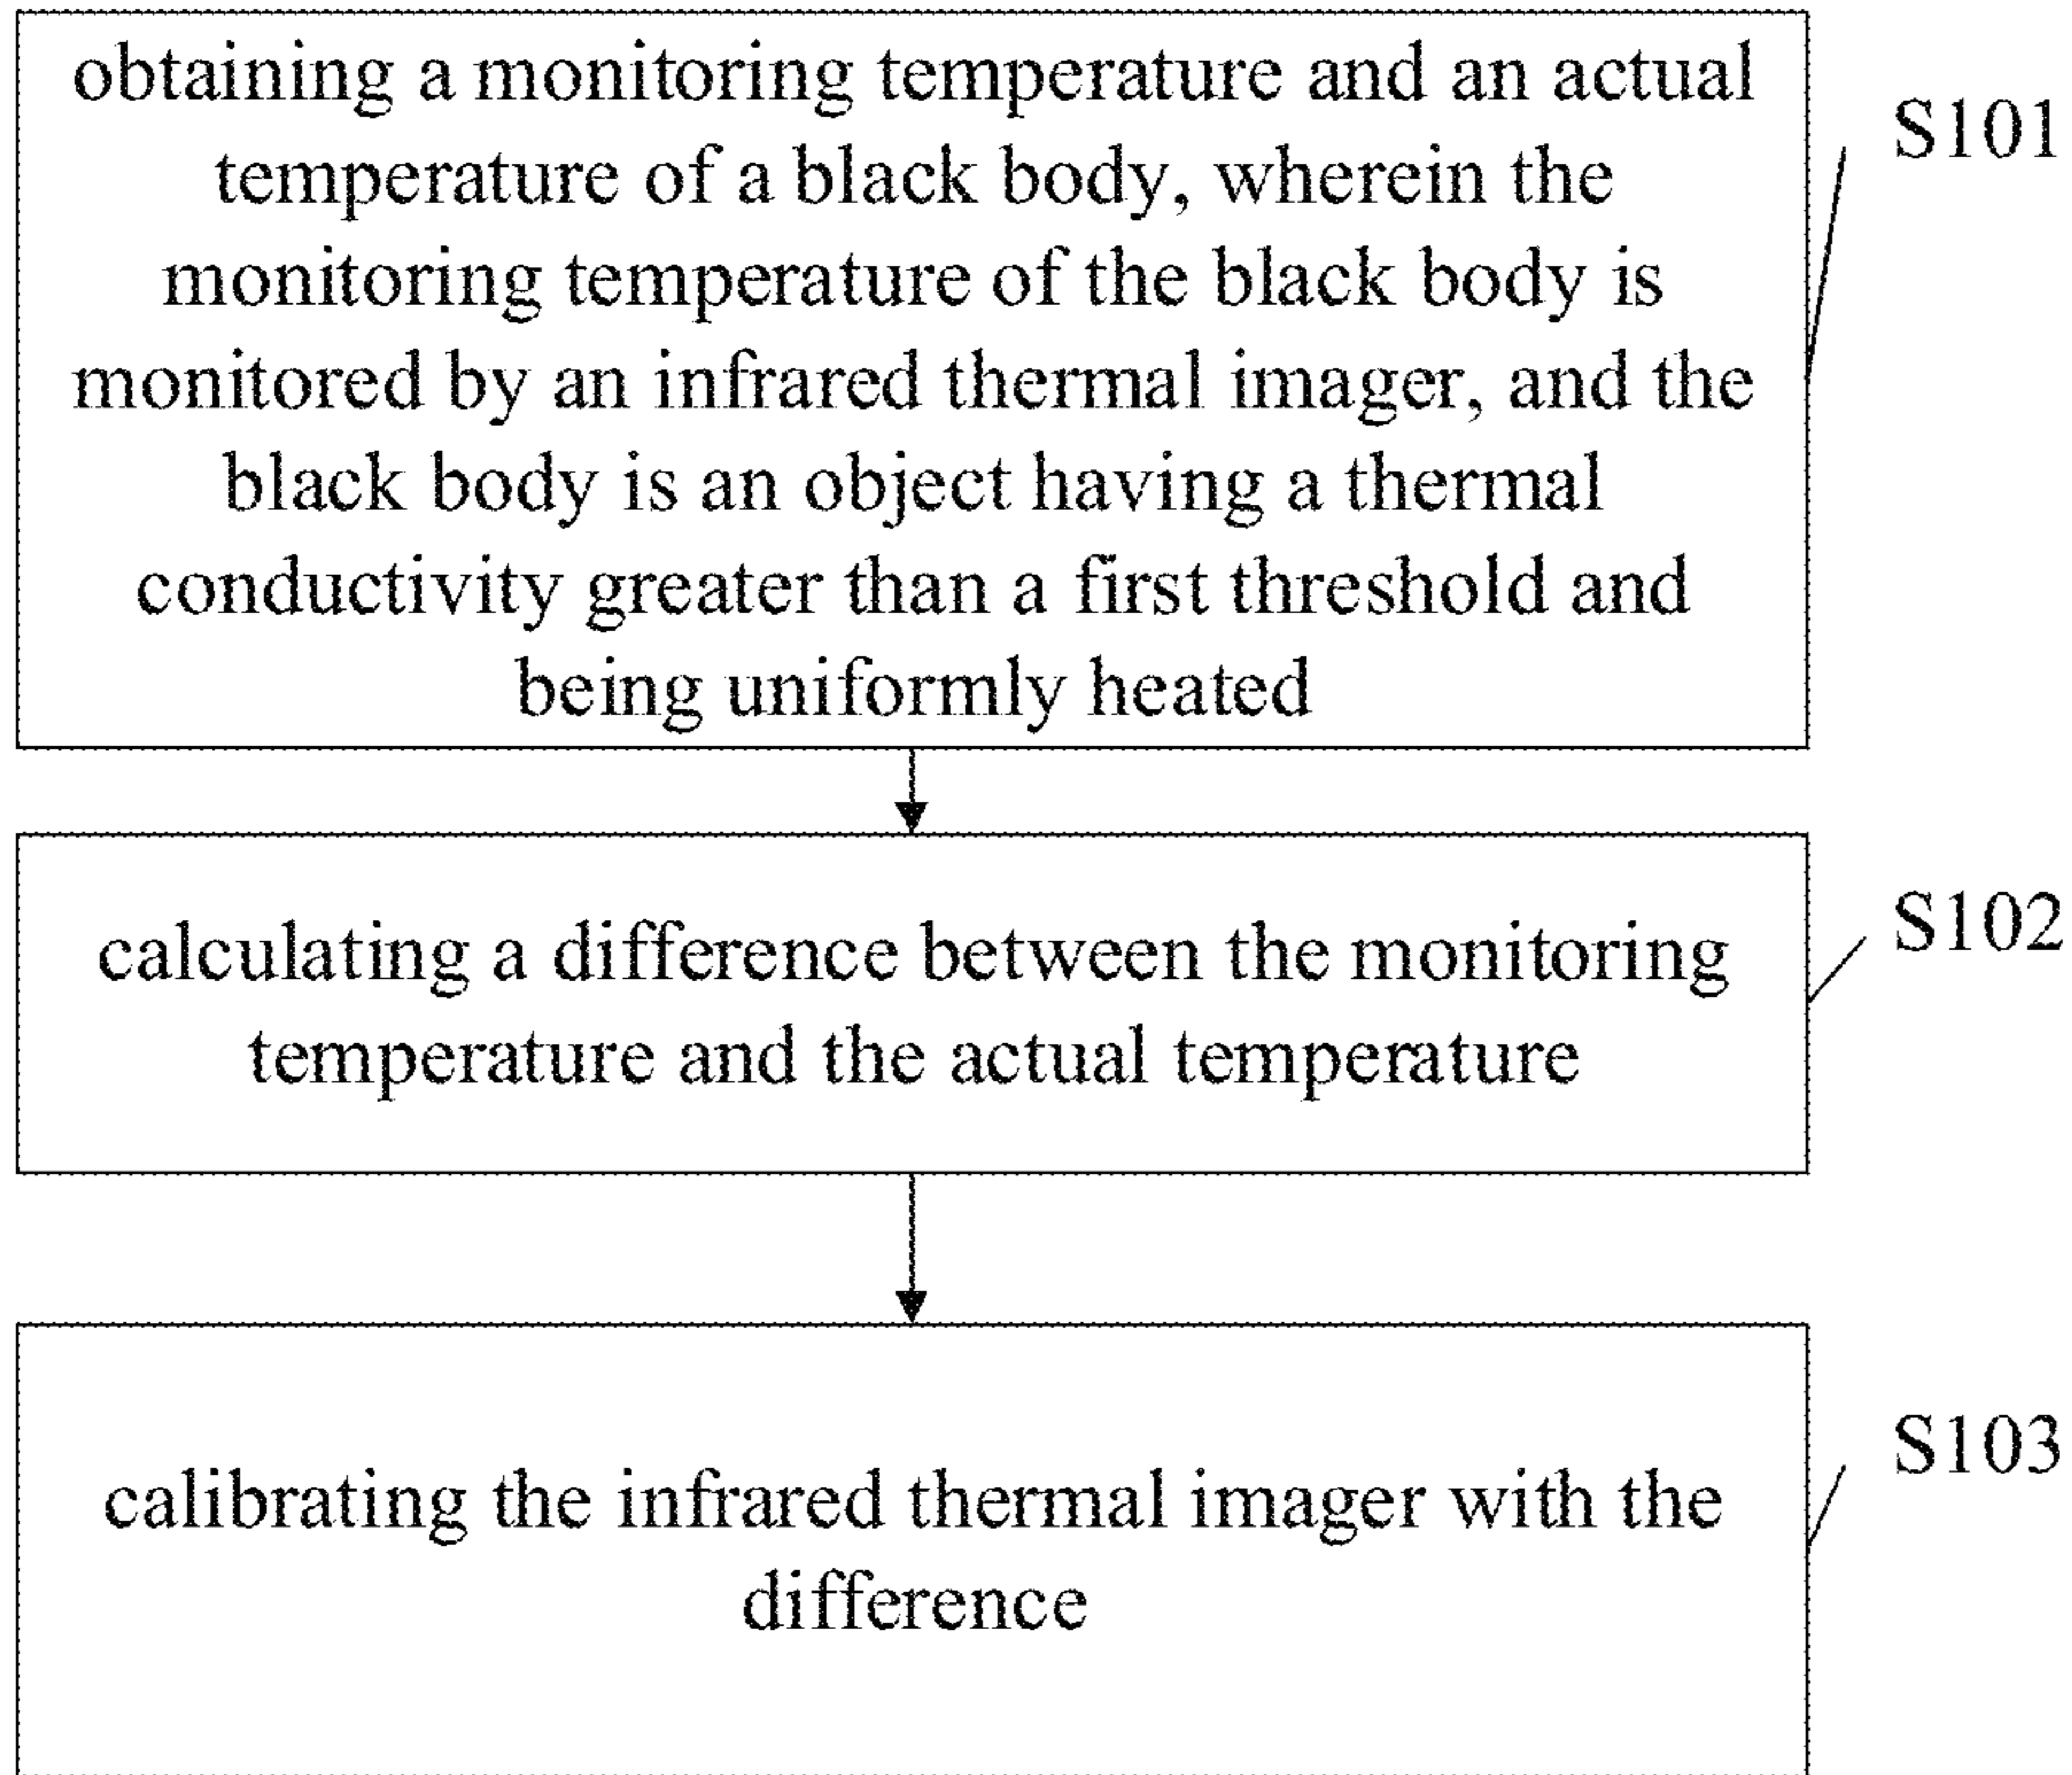 obtaining a monitoring temperature and an actual
temperature of a black body, wherein the
monitoring temperature of the black body is
monitored by an infrared thermal imager, and the
black body is an object having a thermal
conductivity greater than a first threshold and
being uniformly heated
S101
calculating a difference between the monitoring
temperature and the actual temperature
S102
calibrating the infrared thermal imager with the
difference
S103